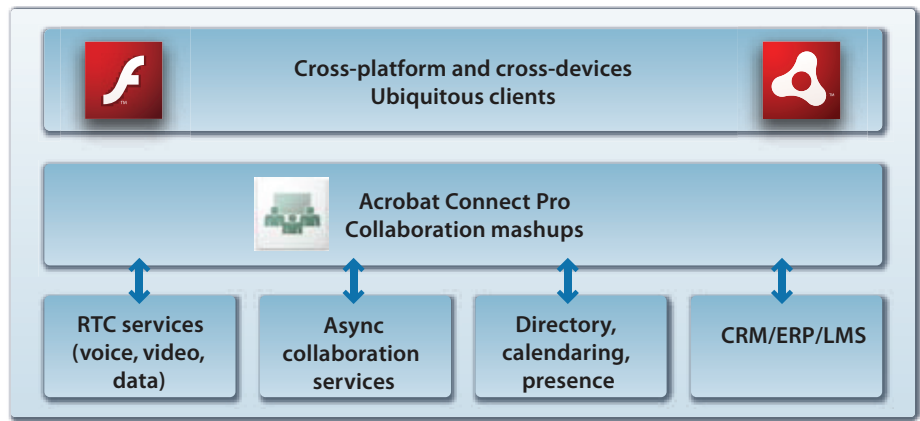 Cross-platform and cross-devices
Ubiquitous clients
Acrobat Connect Pro
Collaboration mashups
RTC services
(voice, video,
data)
Async
collaboration
services
Directory,
calendaring,
presence
CRM/ERP/LMS